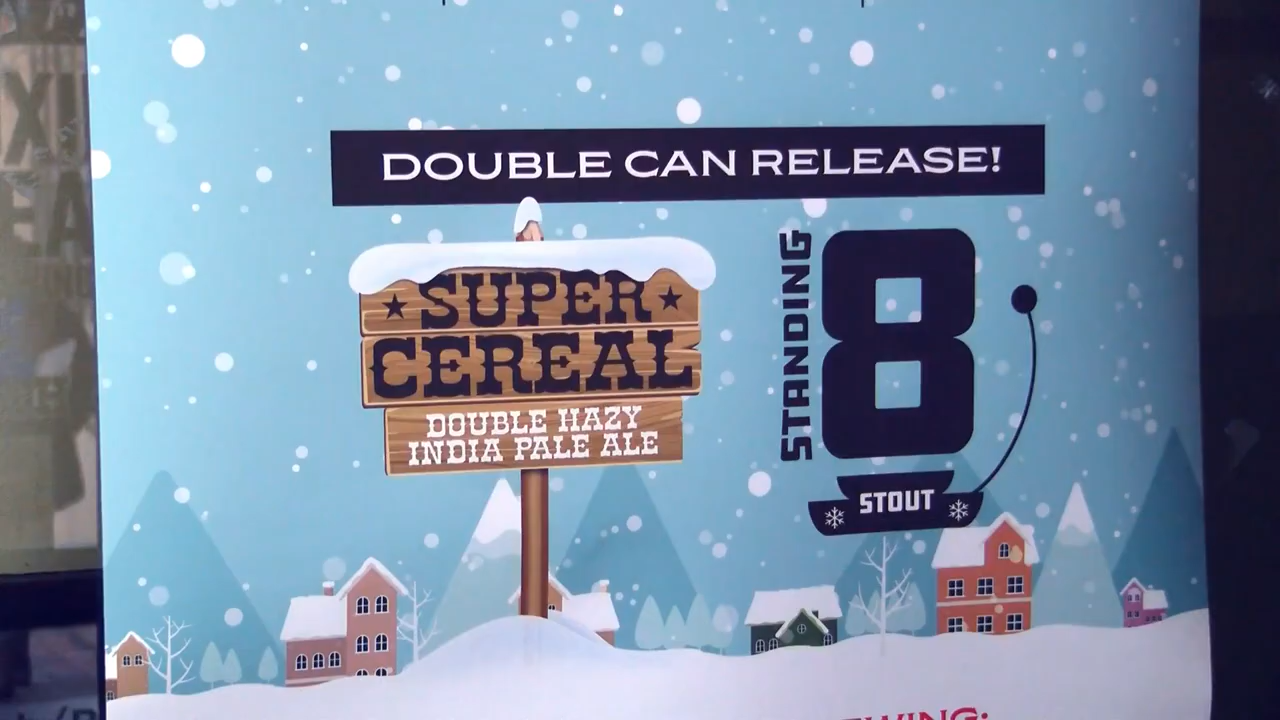 DOUBLE CAN RELEASE!
SUPER
CEREAL
DOUBLE HAZY
INDIA PALE ALE
STANDING
8
STOUT